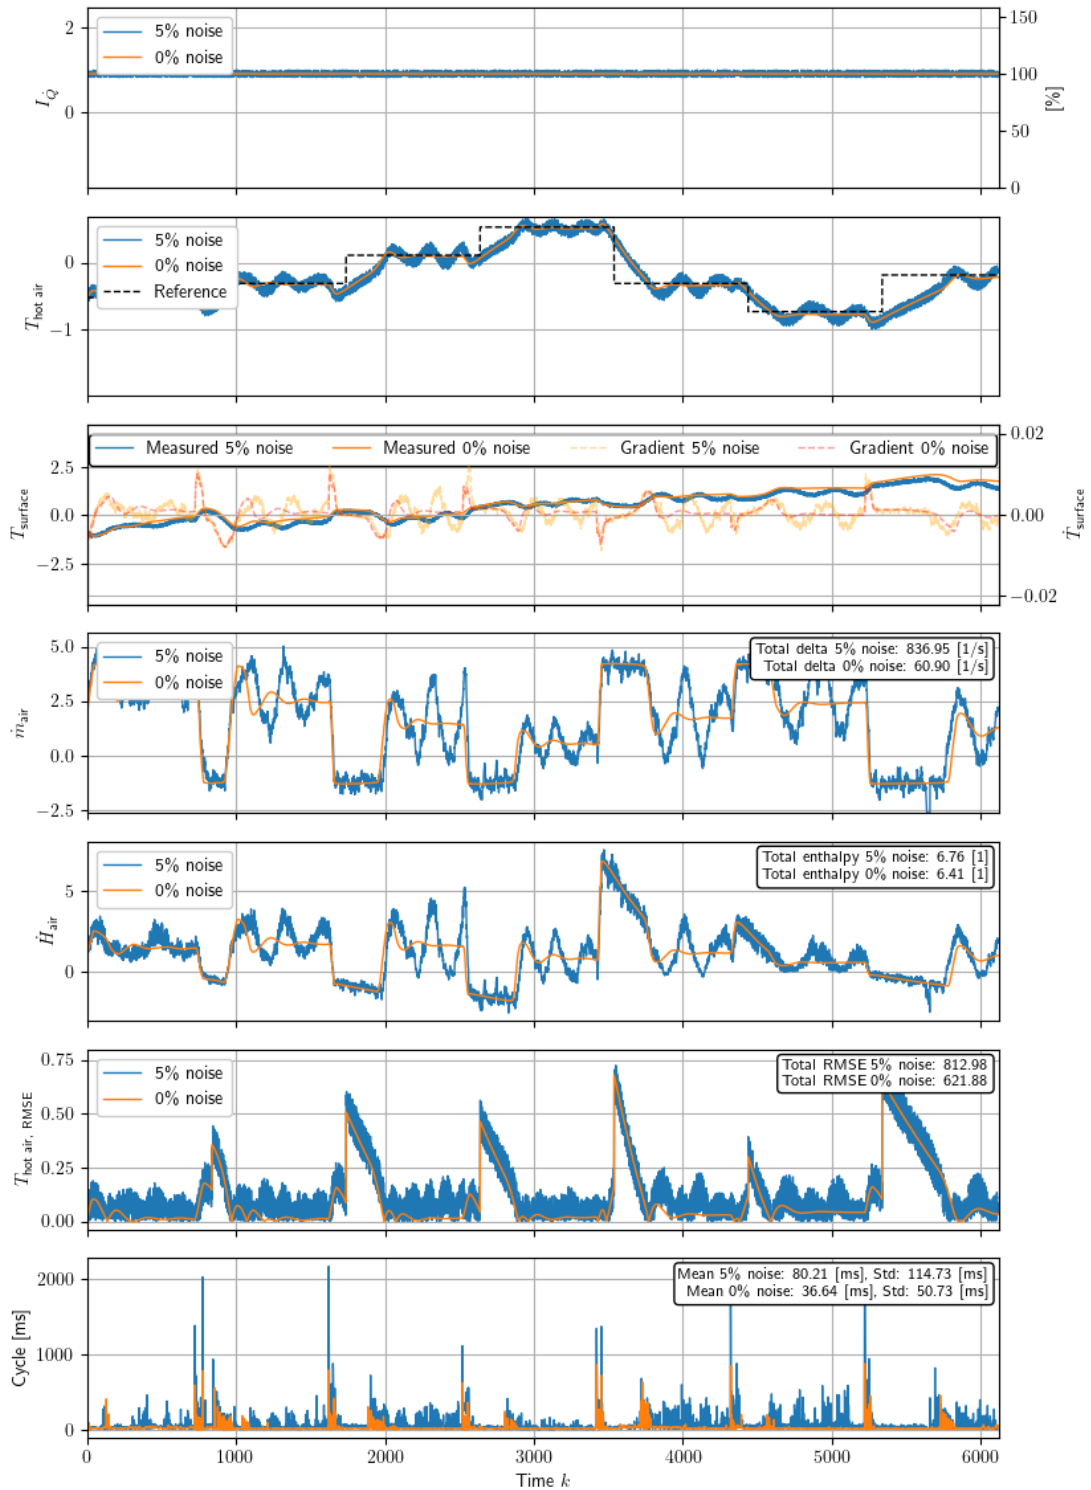 5% noise
0% noise
2
0
İ_Q̇
150
100
50
0
[%]
5% noise
0% noise
Reference
0
−1
T_hot air
Measured 5% noise
Measured 0% noise
Gradient 5% noise
Gradient 0% noise
2.5
0.0
−2.5
T_surface
0.02
0.00
−0.02
Ṫ_surface
5% noise
0% noise
Total delta 5% noise: 836.95 [1/s]
Total delta 0% noise: 60.90 [1/s]
5.0
2.5
0.0
−2.5
ṁ_air
5% noise
0% noise
Total enthalpy 5% noise: 6.76 [1]
Total enthalpy 0% noise: 6.41 [1]
5
0
Ḣ_air
5% noise
0% noise
Total RMSE 5% noise: 812.98
Total RMSE 0% noise: 621.88
0.75
0.50
0.25
0.00
T_hot air, RMSE
Mean 5% noise: 80.21 [ms], Std: 114.73 [ms]
Mean 0% noise: 36.64 [ms], Std: 50.73 [ms]
2000
1000
0
Cycle [ms]
0 1000 2000 3000 4000 5000 6000
Time k